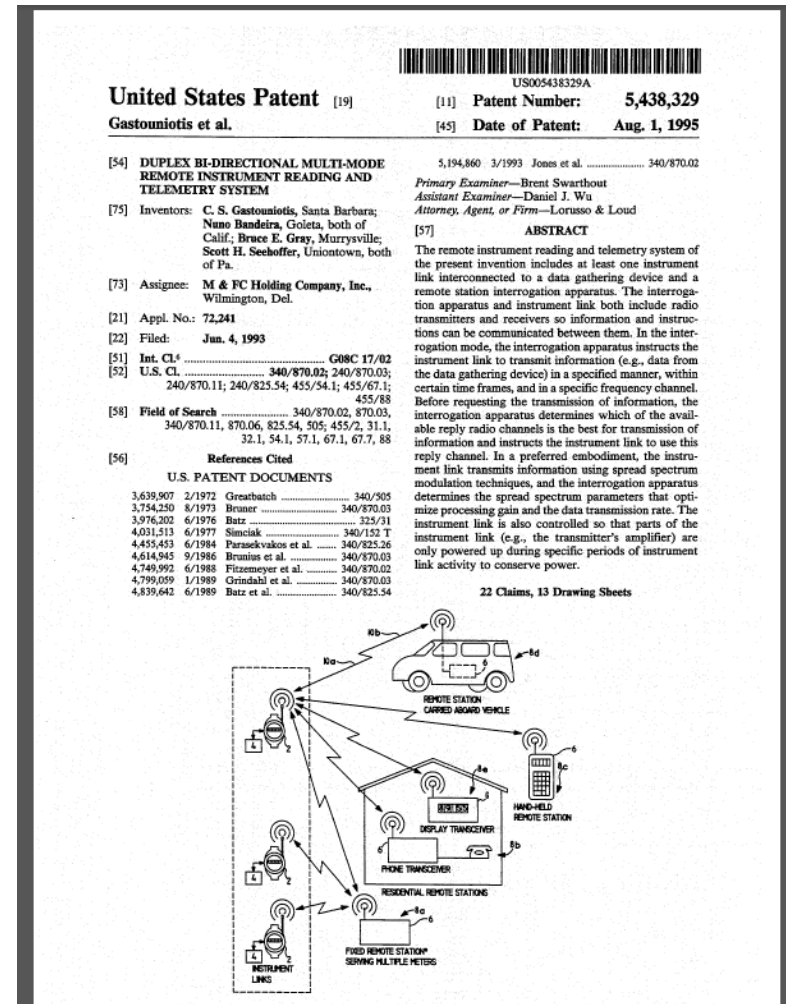 US005438329A
United States Patent [19]
Gastouniotis et al.
[11] Patent Number: 5,438,329
[45] Date of Patent: Aug. 1, 1995
[54] DUPLEX BI-DIRECTIONAL MULTI-MODE
REMOTE INSTRUMENT READING AND
TELEMETRY SYSTEM
[75] Inventors: C. S. Gastouniotis, Santa Barbara;
Nuno Bandeira, Goleta, both of
Calif.; Bruce E. Gray, Murrysville;
Scott H. Seehoffer, Uniontown, both
of Pa.
[73] Assignee: M & FC Holding Company, Inc.,
Wilmington, Del.
[21] Appl. No.: 72,241
[22] Filed: Jun. 4, 1993
[51] Int. Cl.6 .................................... G08C 17/02
[52] U.S. Cl. ........................... 340/870.02; 240/870.03;
240/870.11; 240/825.54; 455/54.1; 455/67.1;
455/88
[58] Field of Search .................... 340/870.02, 870.03,
340/870.11, 870.06, 825.54, 505; 455/2, 31.1,
32.1, 54.1, 57.1, 67.1, 67.7, 88
[56] References Cited
U.S. PATENT DOCUMENTS
3,639,907 2/1972 Greatbatch ..................... 340/505
3,754,250 8/1973 Bruner ........................ 340/870.03
3,976,202 6/1976 Batz ................................ 325/31
4,031,513 6/1977 Simciak ....................... 340/152 T
4,455,453 6/1984 Parasekvakos et al. ....... 340/825.26
4,614,945 9/1986 Brunius et al. ................ 340/870.03
4,749,992 6/1988 Fitzemeyer et al. ........... 340/870.02
4,799,059 1/1989 Grindahl et al. .............. 340/870.03
4,839,642 6/1989 Batz et al. .................... 340/825.54
5,194,860 3/1993 Jones et al. ..................... 340/870.02
Primary Examiner—Brent Swarthout
Assistant Examiner—Daniel J. Wu
Attorney, Agent, or Firm—Lorusso & Loud
[57] ABSTRACT
The remote instrument reading and telemetry system of
the present invention includes at least one instrument
link interconnected to a data gathering device and a
remote station interrogation apparatus. The interroga-
tion apparatus and instrument link both include radio
transmitters and receivers so information and instruc-
tions can be communicated between them. In the inter-
rogation mode, the interrogation apparatus instructs the
instrument link to transmit information (e.g., data from
the data gathering device) in a specified manner, within
certain time frames, and in a specific frequency channel.
Before requesting the transmission of information, the
interrogation apparatus determines which of the avail-
able reply radio channels is the best for transmission of
information and instructs the instrument link to use this
reply channel. In a preferred embodiment, the instru-
ment link transmits information using spread spectrum
modulation techniques, and the interrogation apparatus
determines the spread spectrum parameters that opti-
mize processing gain and the data transmission rate. The
instrument link is also controlled so that parts of the
instrument link (e.g., the transmitter's amplifier) are
only powered up during specific periods of instrument
link activity to conserve power.
22 Claims, 13 Drawing Sheets
10b
10a
6
8d
REMOTE STATION
CARRIED ABOARD VEHICLE
4
2
6
8c
HAND-HELD
REMOTE STATION
8e
6
DISPLAY TRANSCEIVER
6
8b
PHONE TRANSCEIVER
RESIDENTIAL REMOTE STATIONS
4
2
8a
6
FIXED REMOTE STATION
SERVING MULTIPLE METERS
4
2
INSTRUMENT
LINKS